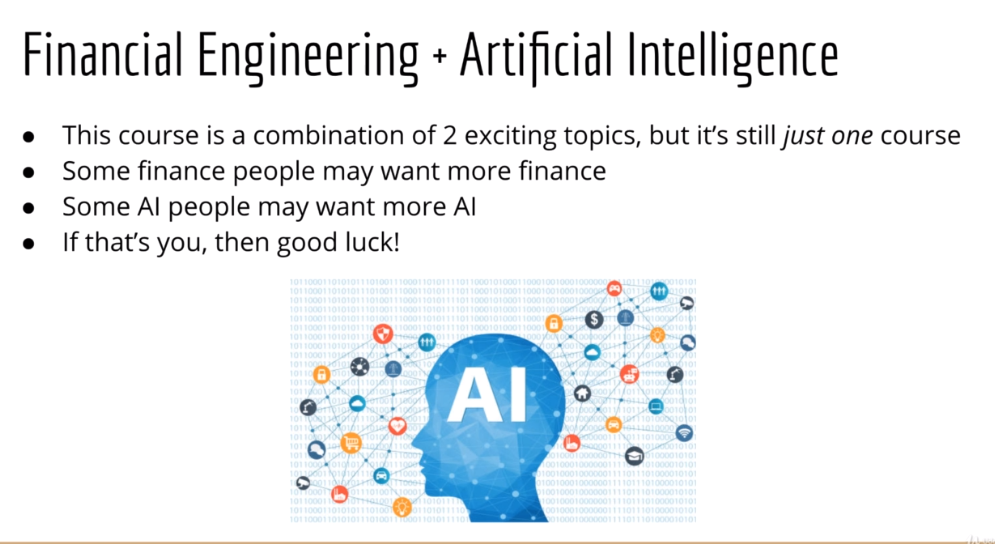 Financial Engineering + Artificial Intelligence
● This course is a combination of 2 exciting topics, but it's still just one course
● Some finance people may want more finance
● Some AI people may want more AI
● If that's you, then good luck!
AI